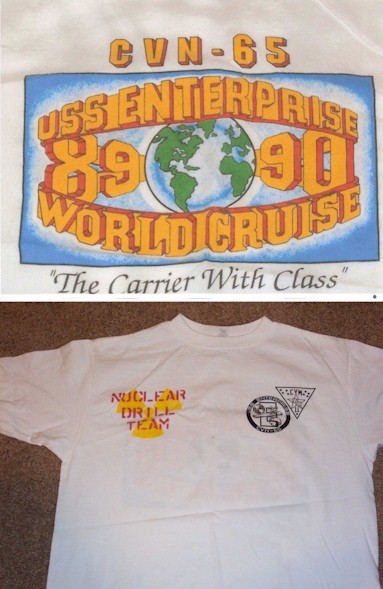 CVN-65
USS ENTERPRISE
89 90
WORLD CRUISE
"The Carrier With Class"
NUCLEAR
DRILL
TEAM